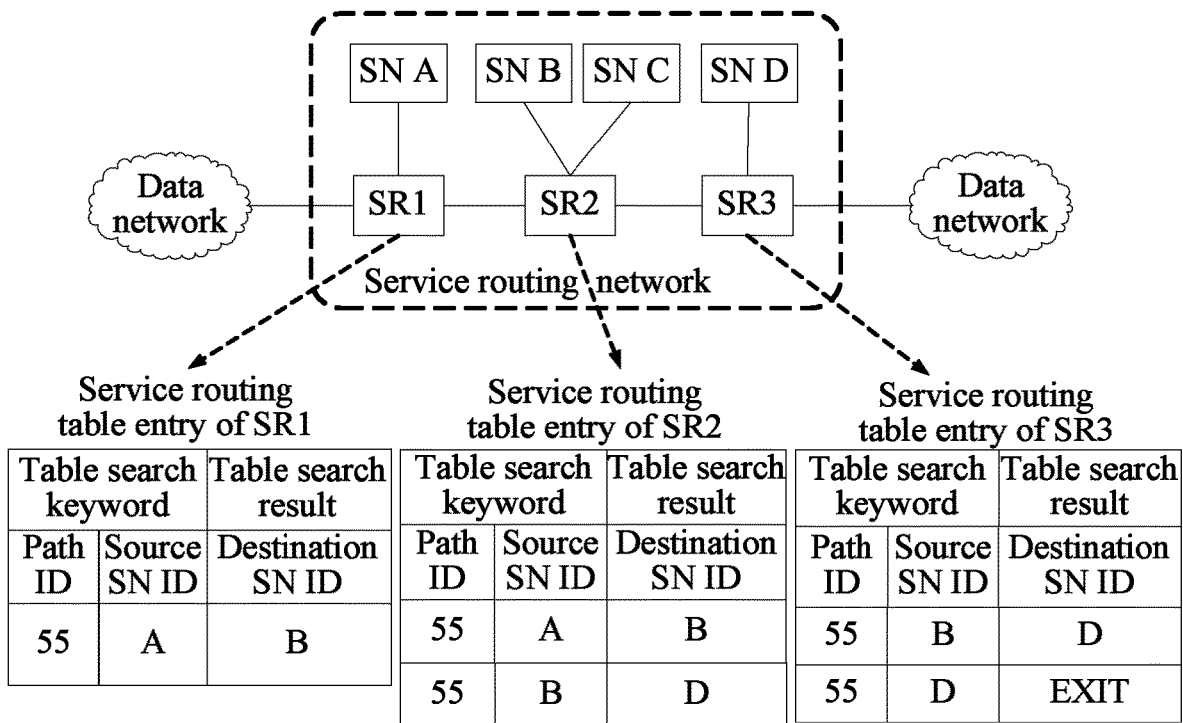 SN A
SN B
SN C
SN D
Data
network
SR1
SR2
SR3
Data
network
Service routing network
Service routing
table entry of SR1
Table search
keyword
Table search
result
Path
ID
Source
SN ID
Destination
SN ID
55
A
B
Service routing
table entry of SR2
Table search
keyword
Table search
result
Path
ID
Source
SN ID
Destination
SN ID
55
A
B
55
B
D
Service routing
table entry of SR3
Table search
keyword
Table search
result
Path
ID
Source
SN ID
Destination
SN ID
55
B
D
55
D
EXIT